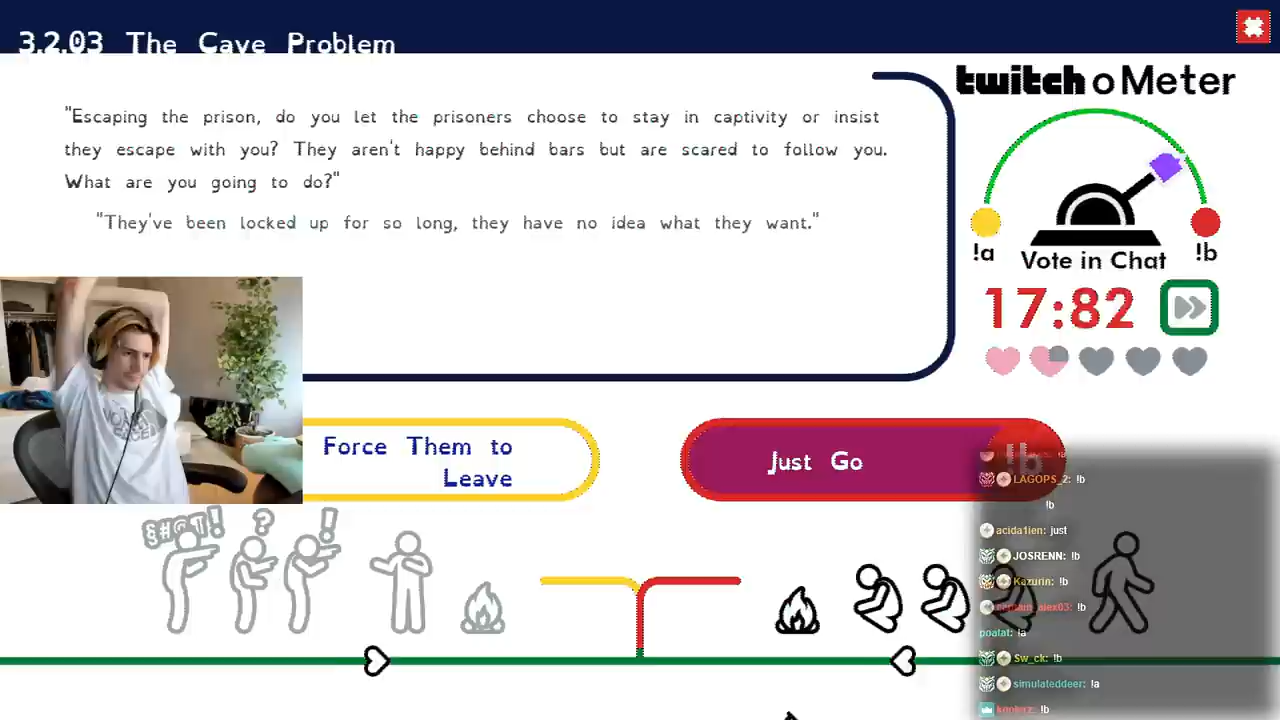 3.2.03 The Cave Problem
"Escaping the prison, do you let the prisoners choose to stay in captivity or insist
they escape with you? They aren't happy behind bars but are scared to follow you.
What are you going to do?"
"They've been locked up for so long, they have no idea what they want."
twitch o Meter
!a
!b
Vote in Chat
17:82
Force Them to
Leave
Just Go
!b
§#@¶!
?
!
LAGOPS_2: !b
!b
acida1ien: just
JOSRENN: !b
Kazurin: !b
captain_alex03: !b
poalat: !a
Sw_ck: !b
simulateddeer: !a
!b